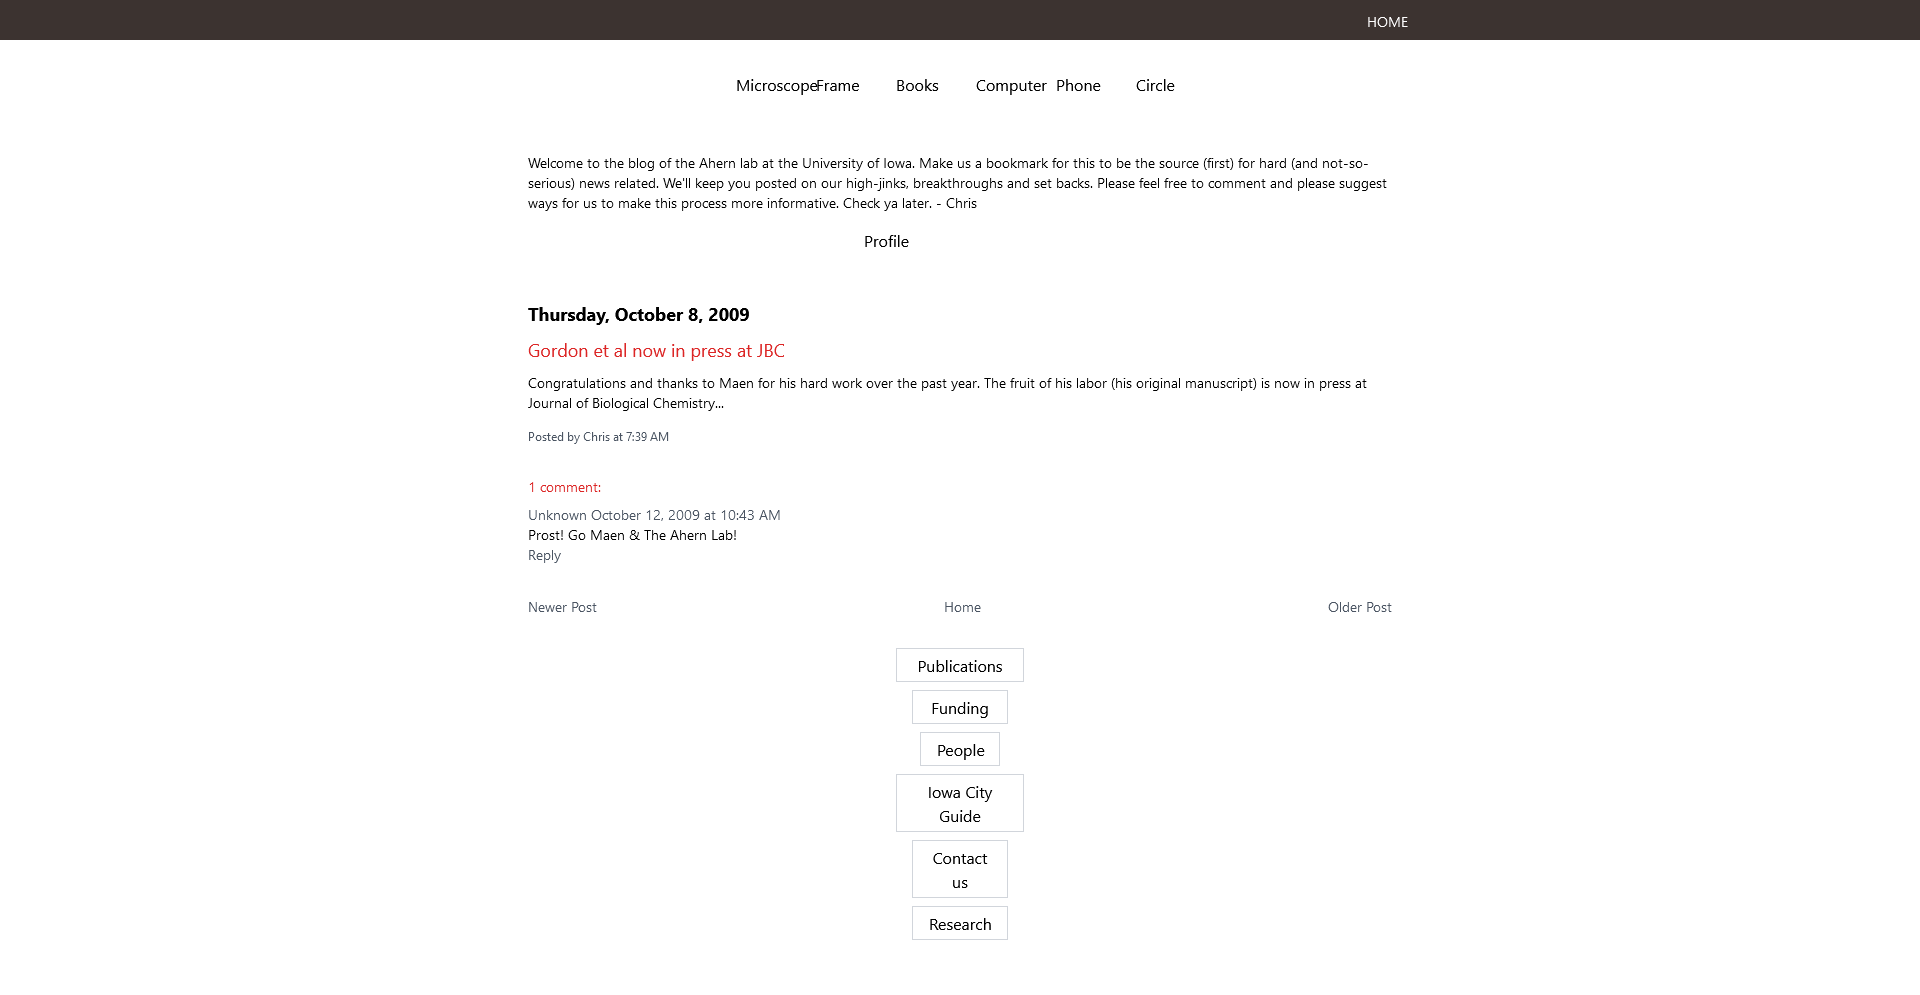 HOME
Microscope Frame Books Computer Phone Circle
Welcome to the blog of the Ahern lab at the University of Iowa. Make us a bookmark for this to be the source (first) for hard (and not-so-
serious) news related. We'll keep you posted on our high-jinks, breakthroughs and set backs. Please feel free to comment and please suggest
ways for us to make this process more informative. Check ya later. - Chris
Profile
Thursday, October 8, 2009
Gordon et al now in press at JBC
Congratulations and thanks to Maen for his hard work over the past year. The fruit of his labor (his original manuscript) is now in press at
Journal of Biological Chemistry...
Posted by Chris at 7:39 AM
1 comment:
Unknown October 12, 2009 at 10:43 AM
Prost! Go Maen & The Ahern Lab!
Reply
Newer Post Home Older Post
Publications
Funding
People
Iowa City
Guide
Contact
us
Research